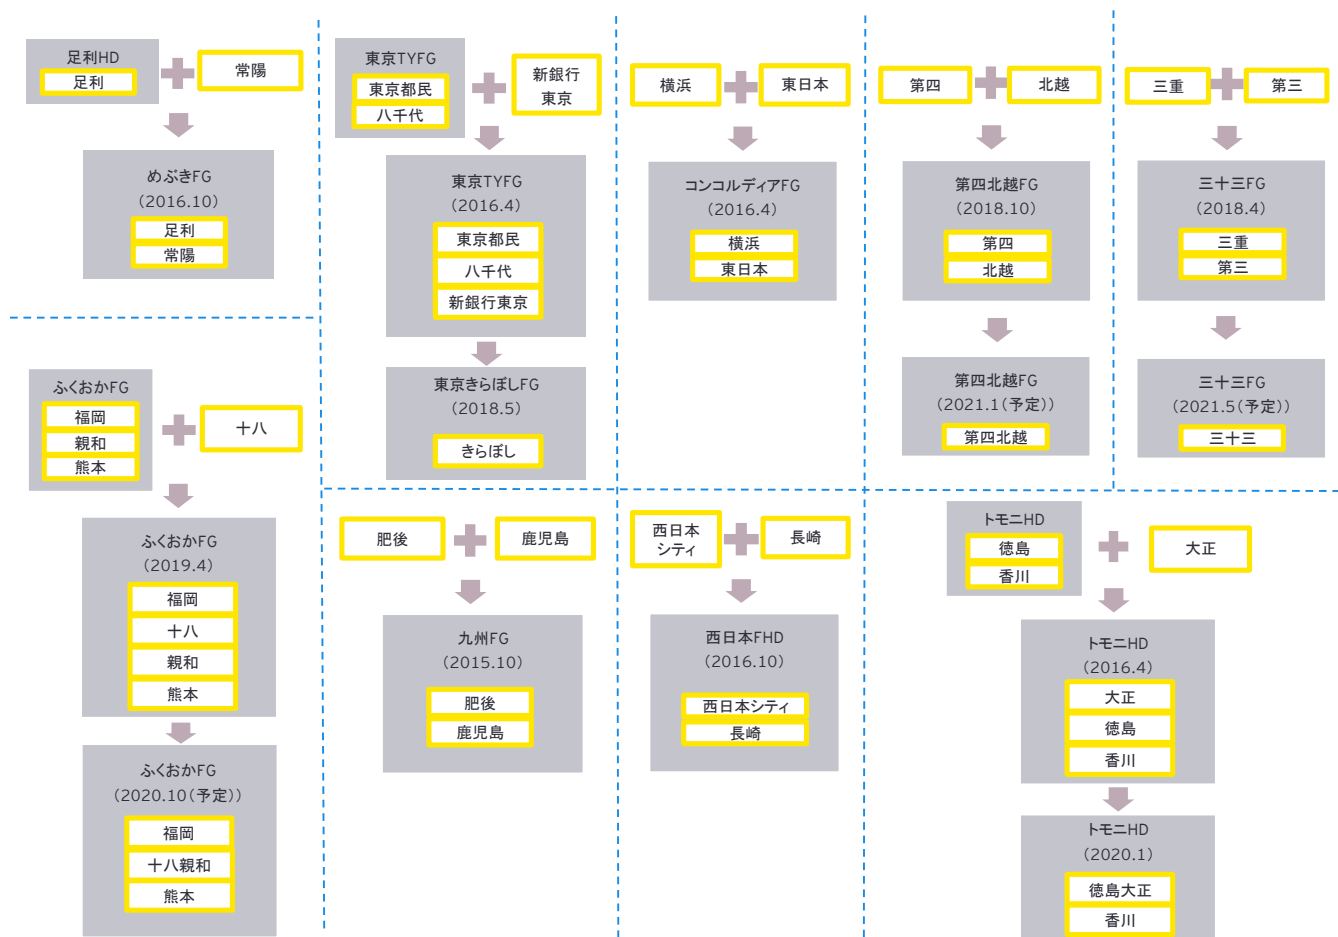 足利HD
足利
常陽
めぶきFG
(2016.10)
足利
常陽
東京TYFG
東京都民
八千代
新銀行
東京
東京TYFG
(2016.4)
東京都民
八千代
新銀行東京
東京きらぼしFG
(2018.5)
きらぼし
横浜
東日本
コンコルディアFG
(2016.4)
横浜
東日本
第四
北越
第四北越FG
(2018.10)
第四
北越
第四北越FG
(2021.1(予定))
第四北越
三重
第三
三十三FG
(2018.4)
三重
第三
三十三FG
(2021.5(予定))
三十三
ふくおかFG
福岡
親和
熊本
十八
ふくおかFG
(2019.4)
福岡
十八
親和
熊本
ふくおかFG
(2020.10(予定))
福岡
十八親和
熊本
肥後
鹿児島
九州FG
(2015.10)
肥後
鹿児島
西日本
シティ
長崎
西日本FHD
(2016.10)
西日本シティ
長崎
トモニHD
徳島
香川
大正
トモニHD
(2016.4)
大正
徳島
香川
トモニHD
(2020.1)
徳島大正
香川